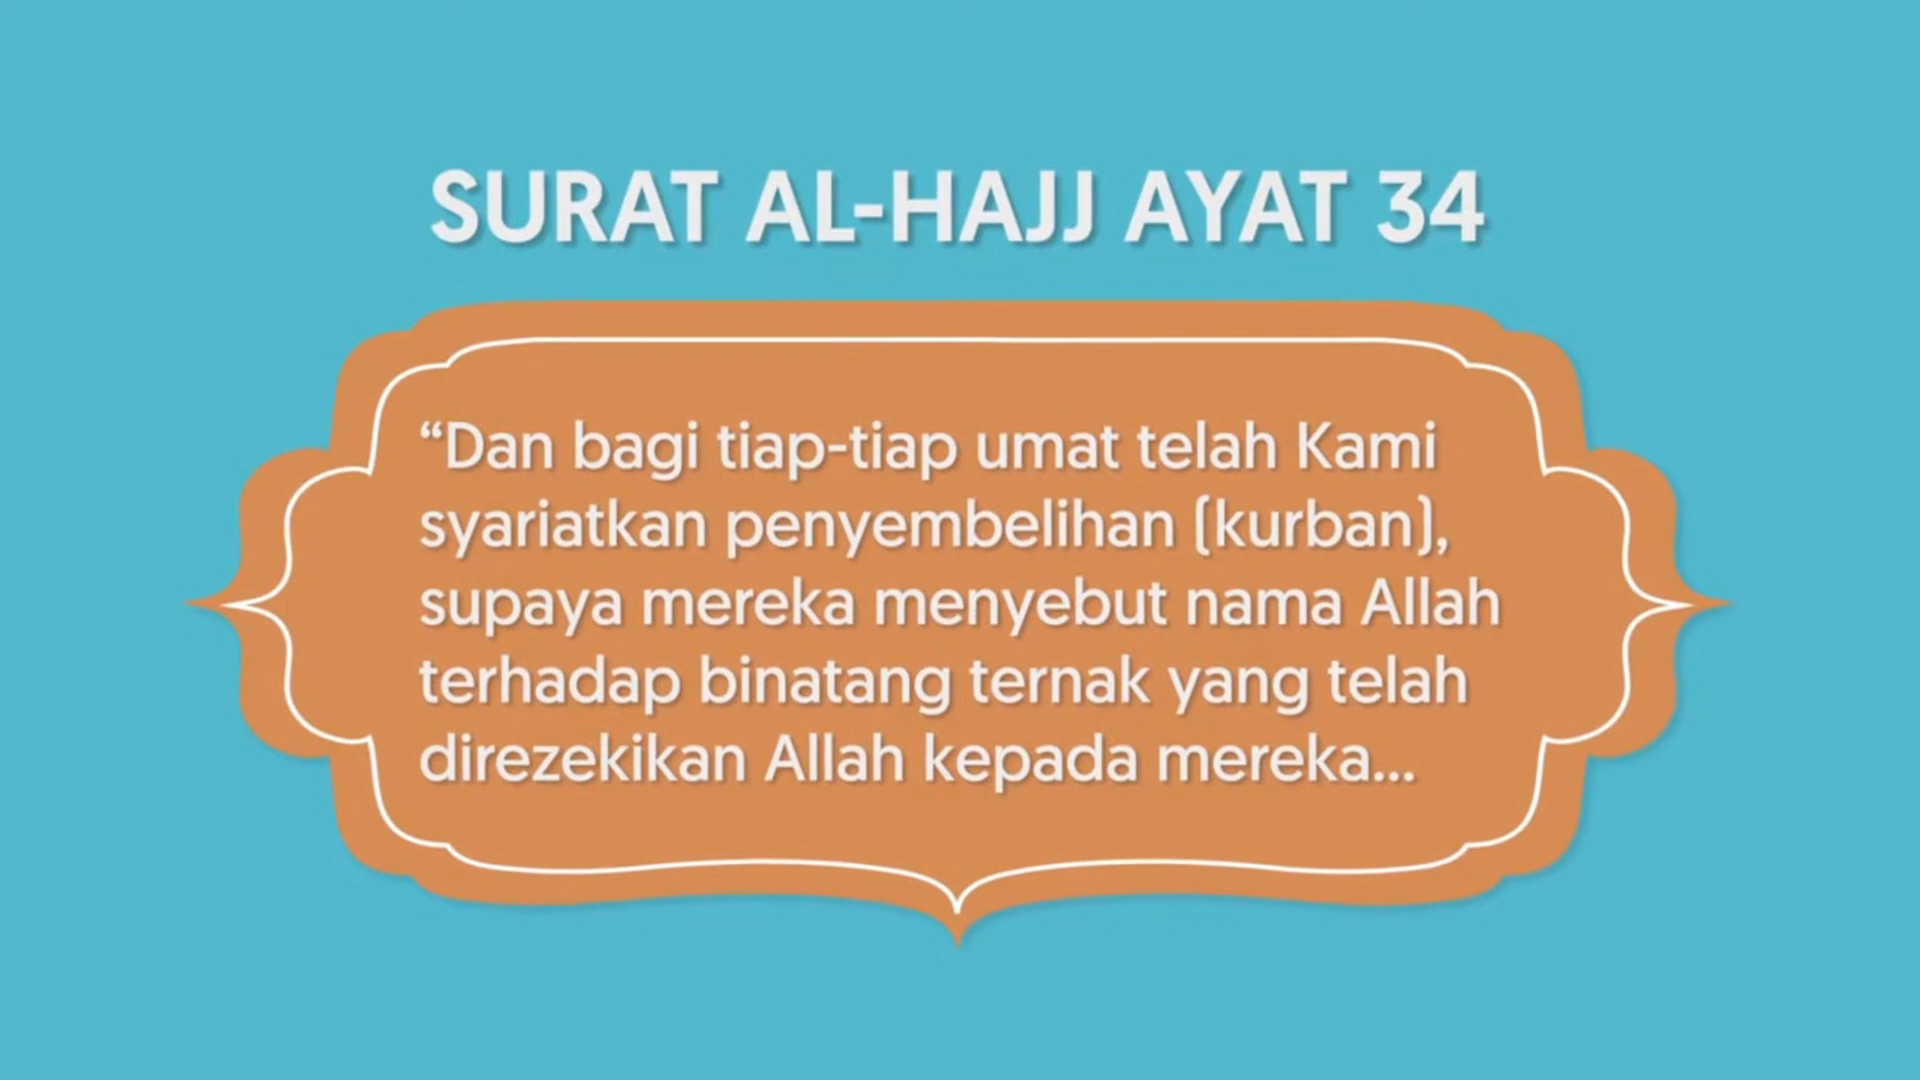 SURAT AL-HAJJ AYAT 34
“Dan bagi tiap-tiap umat telah Kami
syariatkan penyembelihan (kurban),
supaya mereka menyebut nama Allah
terhadap binatang ternak yang telah
direzekikan Allah kepada mereka...